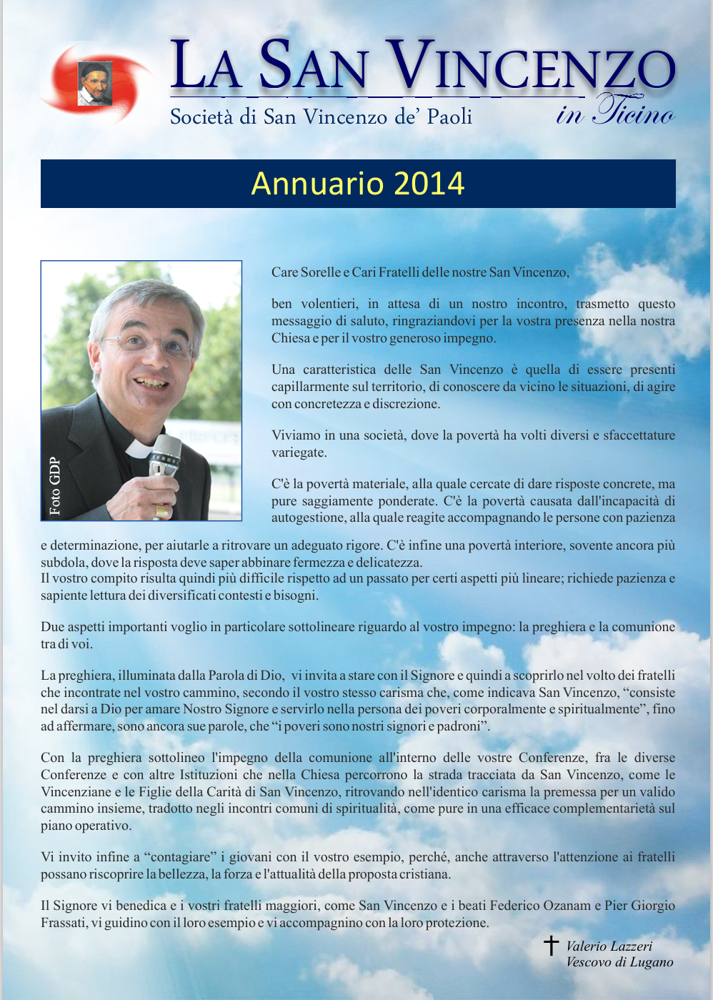 LA SAN VINCENZO
Società di San Vincenzo de' Paoli
in Ticino
Annuario 2014
Foto GDP
Care Sorelle e Cari Fratelli delle nostre San Vincenzo,
ben volentieri, in attesa di un nostro incontro, trasmetto questo
messaggio di saluto, ringraziandovi per la vostra presenza nella nostra
Chiesa e per il vostro generoso impegno.
Una caratteristica delle San Vincenzo è quella di essere presenti
capillarmente sul territorio, di conoscere da vicino le situazioni, di agire
con concretezza e discrezione.
Viviamo in una società, dove la povertà ha volti diversi e sfaccettature
variegate.
C'è la povertà materiale, alla quale cercate di dare risposte concrete, ma
pure saggiamente ponderate. C'è la povertà causata dall'incapacità di
autogestione, alla quale reagite accompagnando le persone con pazienza
e determinazione, per aiutarle a ritrovare un adeguato rigore. C'è infine una povertà interiore, sovente ancora più
subdola, dove la risposta deve saper abbinare fermezza e delicatezza.
Il vostro compito risulta quindi più difficile rispetto ad un passato per certi aspetti più lineare; richiede pazienza e
sapiente lettura dei diversificati contesti e bisogni.
Due aspetti importanti voglio in particolare sottolineare riguardo al vostro impegno: la preghiera e la comunione
tra di voi.
La preghiera, illuminata dalla Parola di Dio, vi invita a stare con il Signore e quindi a scoprirlo nel volto dei fratelli
che incontrate nel vostro cammino, secondo il vostro stesso carisma che, come indicava San Vincenzo, “consiste
nel darsi a Dio per amare Nostro Signore e servirlo nella persona dei poveri corporalmente e spiritualmente”, fino
ad affermare, sono ancora sue parole, che “i poveri sono nostri signori e padroni”.
Con la preghiera sottolineo l'impegno della comunione all'interno delle vostre Conferenze, fra le diverse
Conferenze e con altre Istituzioni che nella Chiesa percorrono la strada tracciata da San Vincenzo, come le
Vincenziane e le Figlie della Carità di San Vincenzo, ritrovando nell'identico carisma la premessa per un valido
cammino insieme, tradotto negli incontri comuni di spiritualità, come pure in una efficace complementarietà sul
piano operativo.
Vi invito infine a “contagiare” i giovani con il vostro esempio, perché, anche attraverso l'attenzione ai fratelli
possano riscoprire la bellezza, la forza e l'attualità della proposta cristiana.
Il Signore vi benedica e i vostri fratelli maggiori, come San Vincenzo e i beati Federico Ozanam e Pier Giorgio
Frassati, vi guidino con il loro esempio e vi accompagnino con la loro protezione.
Valerio Lazzeri
Vescovo di Lugano